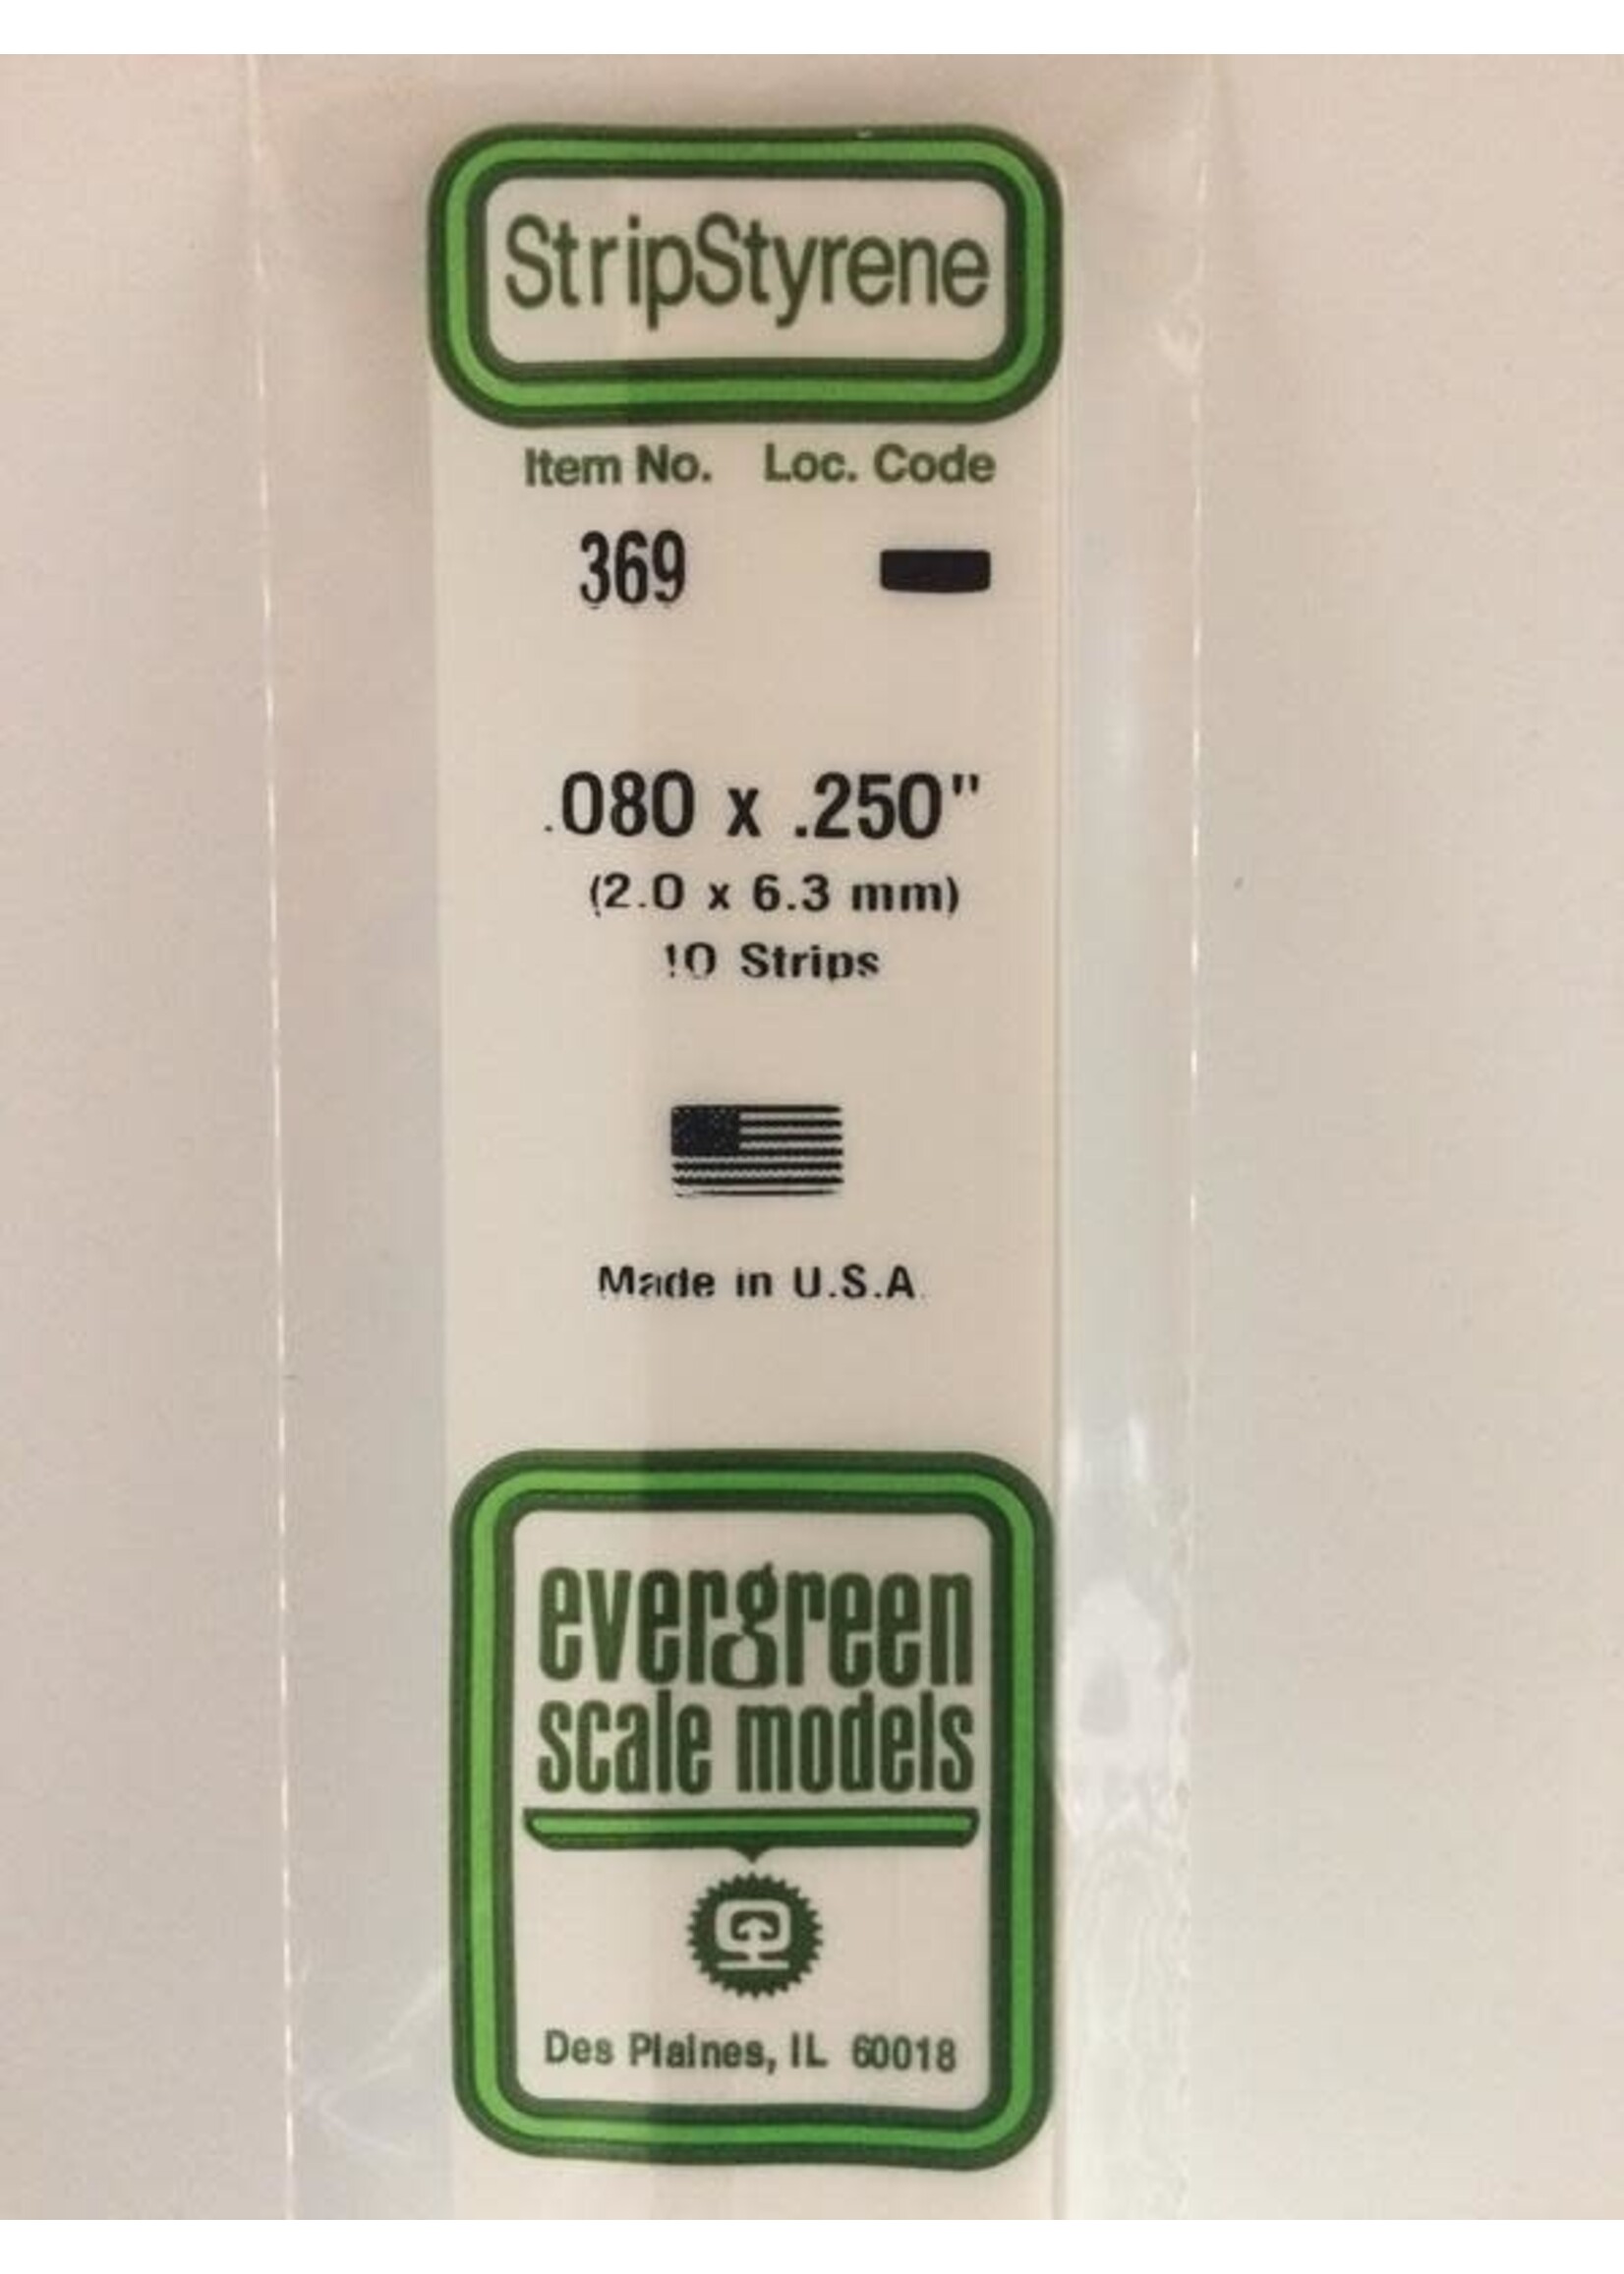 StripStyrene
Item No. Loc. Code
369
.080 x .250"
(2.0 x 6.3 mm)
10 Strips
Made in U.S.A.
evergreen
scale models
Des Plaines, IL 60018